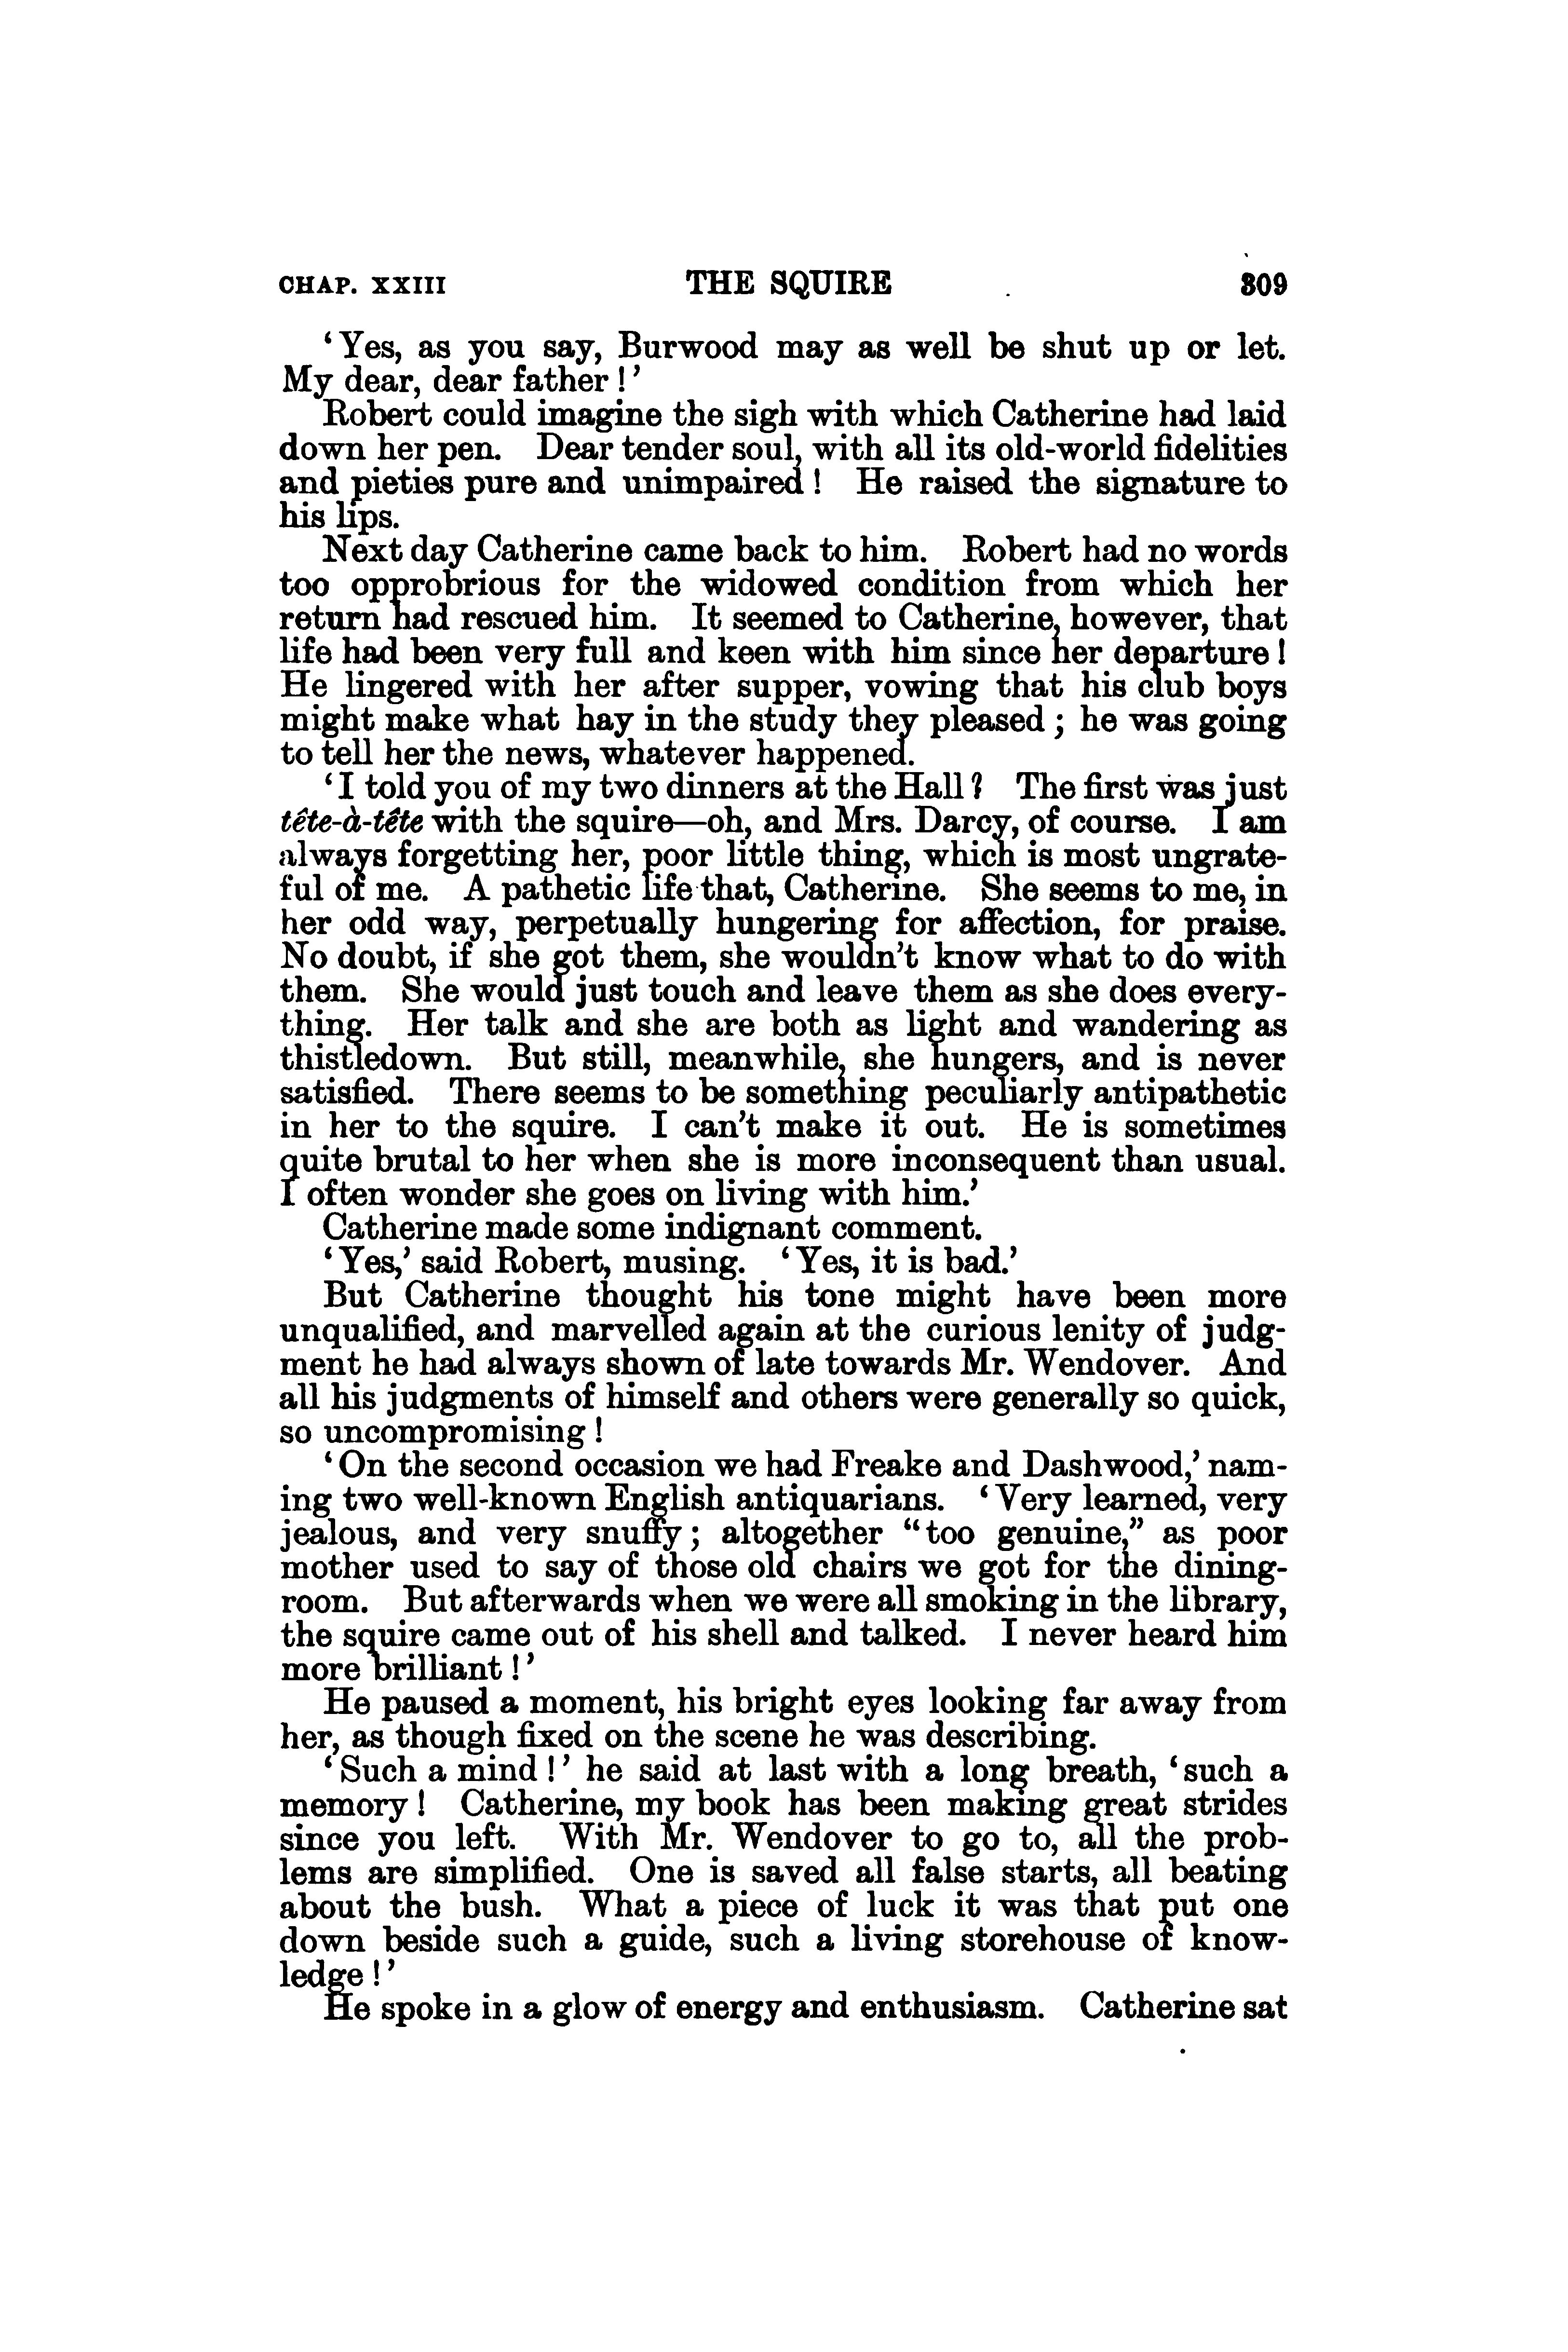 CHAP. XXIII THE SQUIRE 309
‘Yes, as you say, Burwood may as well be shut up or let.
My dear, dear father!’
Robert could imagine the sigh with which Catherine had laid
down her pen. Dear tender soul, with all its old-world fidelities
and pieties pure and unimpaired! He raised the signature to
his lips.
Next day Catherine came back to him. Robert had no words
too opprobrious for the widowed condition from which her
return had rescued him. It seemed to Catherine, however, that
life had been very full and keen with him since her departure!
He lingered with her after supper, vowing that his club boys
might make what hay in the study they pleased; he was going
to tell her the news, whatever happened.
‘I told you of my two dinners at the Hall? The first was just
tête-à-tête with the squire—oh, and Mrs. Darcy, of course. I am
always forgetting her, poor little thing, which is most ungrate-
ful of me. A pathetic life that, Catherine. She seems to me, in
her odd way, perpetually hungering for affection, for praise.
No doubt, if she got them, she wouldn’t know what to do with
them. She would just touch and leave them as she does every-
thing. Her talk and she are both as light and wandering as
thistledown. But still, meanwhile, she hungers, and is never
satisfied. There seems to be something peculiarly antipathetic
in her to the squire. I can’t make it out. He is sometimes
quite brutal to her when she is more inconsequent than usual.
I often wonder she goes on living with him.’
Catherine made some indignant comment.
‘Yes,’ said Robert, musing. ‘Yes, it is bad.’
But Catherine thought his tone might have been more
unqualified, and marvelled again at the curious lenity of judg-
ment he had always shown of late towards Mr. Wendover. And
all his judgments of himself and others were generally so quick,
so uncompromising!
‘On the second occasion we had Freake and Dashwood,’ nam-
ing two well-known English antiquarians. ‘Very learned, very
jealous, and very snuffy; altogether “too genuine,” as poor
mother used to say of those old chairs we got for the dining-
room. But afterwards when we were all smoking in the library,
the squire came out of his shell and talked. I never heard him
more brilliant!’
He paused a moment, his bright eyes looking far away from
her, as though fixed on the scene he was describing.
‘Such a mind!’ he said at last with a long breath, ‘such a
memory! Catherine, my book has been making great strides
since you left. With Mr. Wendover to go to, all the prob-
lems are simplified. One is saved all false starts, all beating
about the bush. What a piece of luck it was that put one
down beside such a guide, such a living storehouse of know-
ledge!’
He spoke in a glow of energy and enthusiasm. Catherine sat